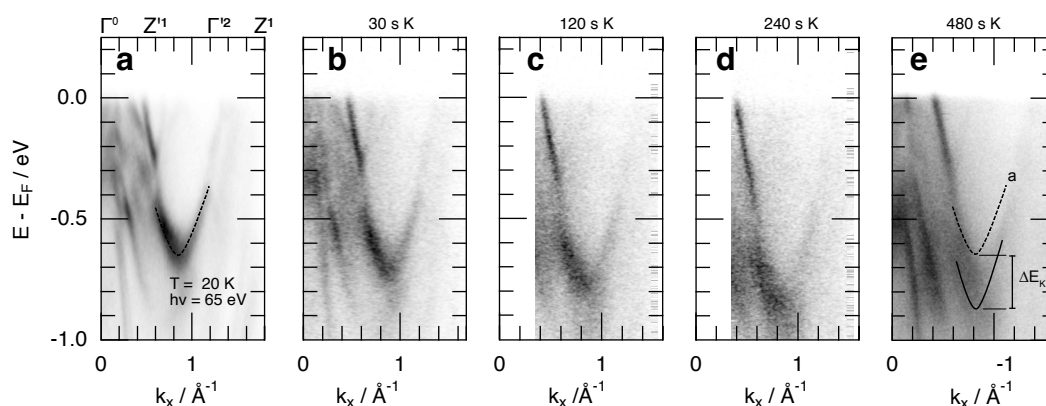 Γ⁰ Z'¹ Γ'² Z¹ 30 s K 120 s K 240 s K 480 s K
a b c d e
0.0
-0.5
-1.0
E - E_F / eV
T = 20 K
hν = 65 eV
a
ΔE_K
0 1 0 1 0 1 0 1 0 -1
k_x / Å⁻¹ k_x / Å⁻¹ k_x /Å⁻¹ k_x / Å⁻¹ k_x / Å⁻¹